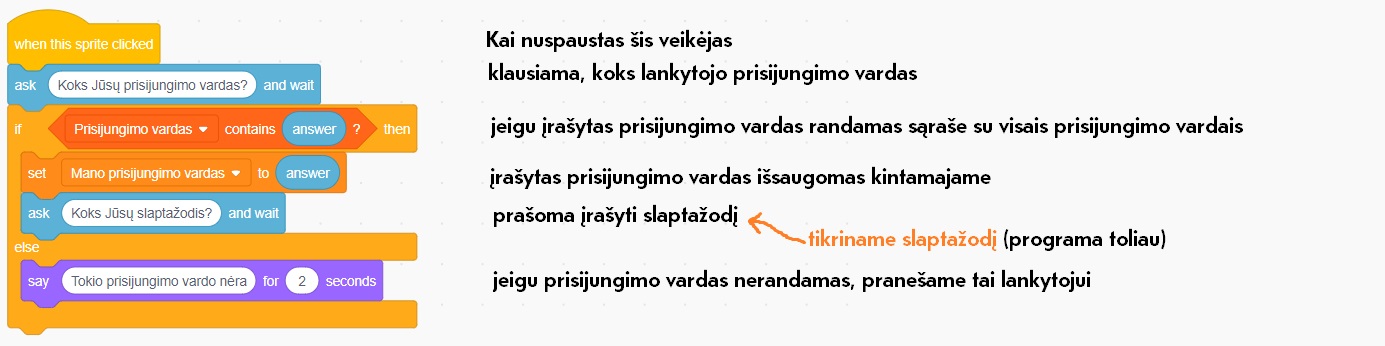 when this sprite clicked
Kai nuspaustas šis veikėjas
ask Koks Jūsų prisijungimo vardas? and wait
klausiama, koks lankytojo prisijungimo vardas
if Prisijungimo vardas contains answer ? then
jeigu įrašytas prisijungimo vardas randamas sąraše su visais prisijungimo vardais
set Mano prisijungimo vardas to answer
įrašytas prisijungimo vardas išsaugomas kintamajame
ask Koks Jūsų slaptažodis? and wait
prašoma įrašyti slaptažodį
tikriname slaptažodį (programa toliau)
else
say Tokio prisijungimo vardo nėra for 2 seconds
jeigu prisijungimo vardas nerandamas, pranešame tai lankytojui